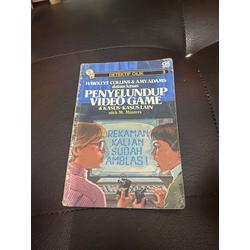 DETEKTIF CILIK
HAWKEYE COLLINS & AMY ADAMS
dalam kasus
PENYELUNDUP
VIDEO GAME
& KASUS-KASUS LAIN
oleh M. Masters
REKAMAN
KALIAN
SUDAH
AMBLAS!